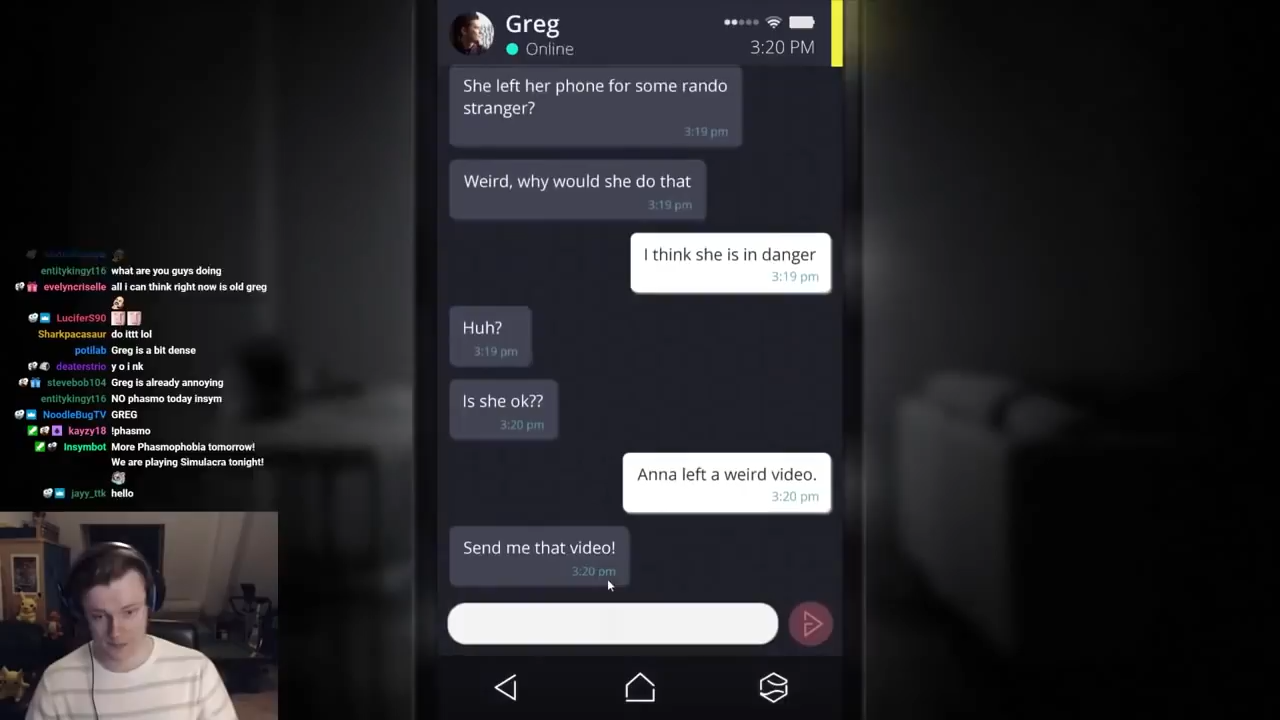 Greg
Online
3:20 PM
She left her phone for some rando
stranger?
3:19 pm
Weird, why would she do that
3:19 pm
I think she is in danger
3:19 pm
Huh?
3:19 pm
Is she ok??
3:20 pm
Anna left a weird video.
3:20 pm
Send me that video!
3:20 pm
entitykingyt16 what are you guys doing
evelyncriselle all i can think right now is old greg
LuciferS90
Sharkpacasaur do ittt lol
potilab Greg is a bit dense
deaterstrio y o i nk
stevebob104 Greg is already annoying
entitykingyt16 NO phasmo today insym
NoodleBugTV GREG
kayzy18 !phasmo
Insymbot More Phasmophobia tomorrow!
We are playing Simulacra tonight!
jayy_ttk hello